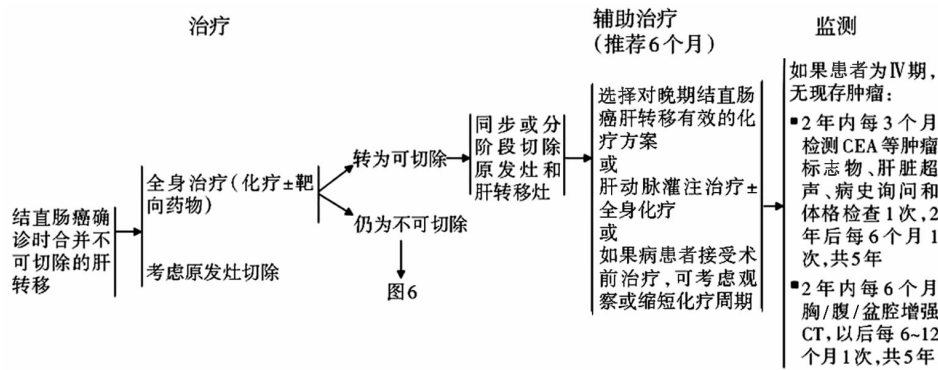 治疗
辅助治疗
(推荐6个月)
监测
结直肠癌确
诊时合并不
可切除的肝
转移
全身治疗(化疗±靶
向药物)
考虑原发灶切除
转为可切除
仍为不可切除
图6
同步或分
阶段切除
原发灶和
肝转移灶
选择对晚期结直肠
癌肝转移有效的化
疗方案
或
肝动脉灌注治疗±
全身化疗
或
如果病患者接受术
前治疗,可考虑观
察或缩短化疗周期
如果患者为Ⅳ期,
无现存肿瘤:
▪2年内每3个月
检测CEA等肿瘤
标志物、肝脏超
声、病史询问和
体格检查1次,2
年后每6个月1
次,共5年
▪2年内每6个月
胸/腹/盆腔增强
CT,以后每6~12
个月1次,共5年